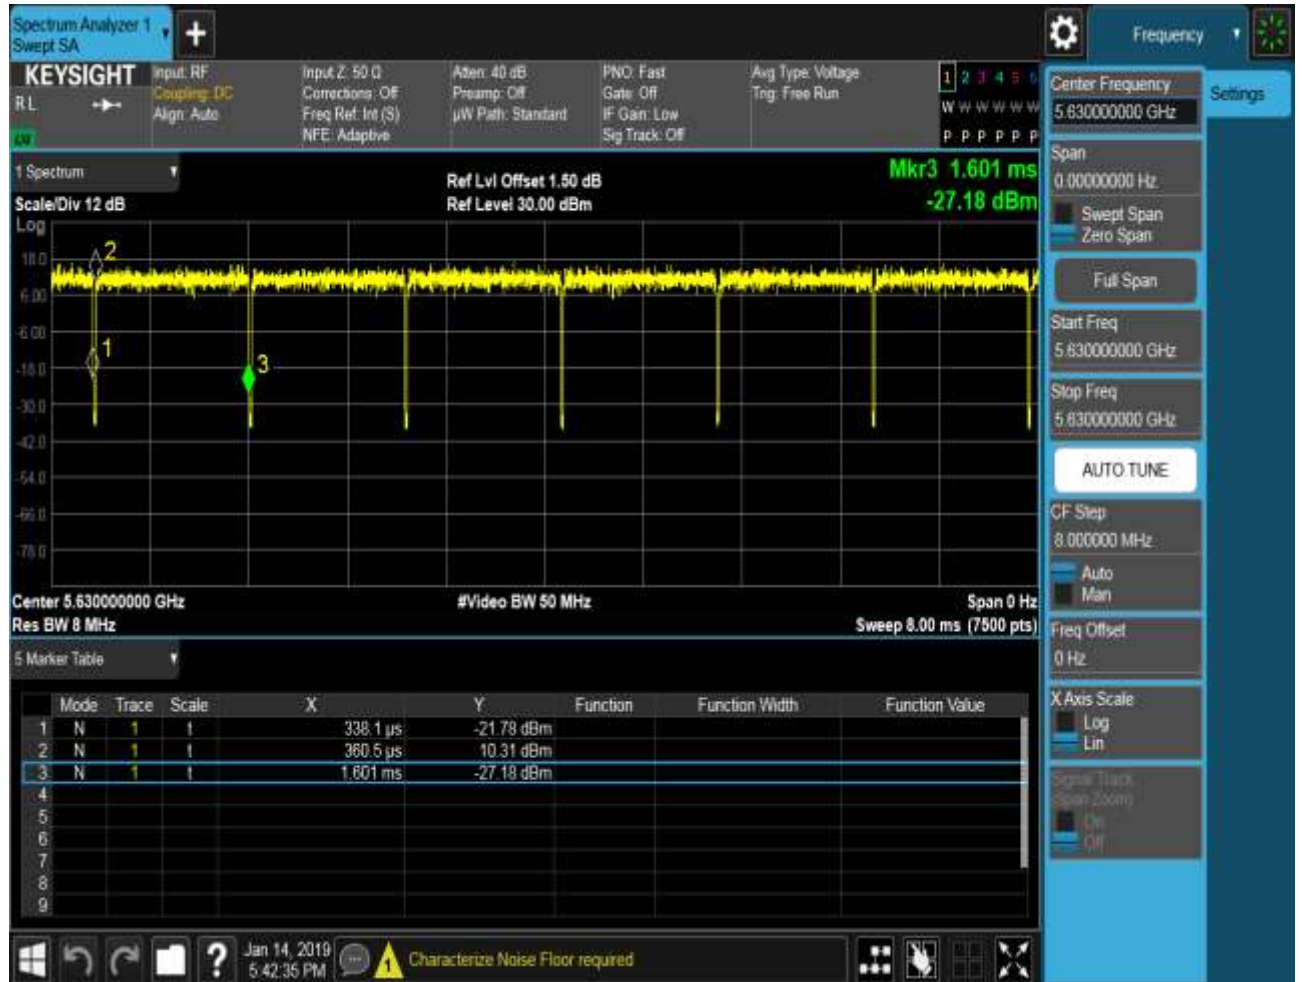 Spectrum Analyzer 1
Swept SA
Frequency
KEYSIGHT
R L
Input: RF
Coupling: DC
Align: Auto
Input Z: 50 Ω
Corrections: Off
Freq Ref: Int (S)
NFE: Adaptive
Atten: 40 dB
Preamp: Off
µW Path: Standard
PNO: Fast
Gate: Off
IF Gain: Low
Sig Track: Off
Avg Type: Voltage
Trig: Free Run
1 2 3 4 5 6
W W W W W W
P P P P P P
Center Frequency
5.630000000 GHz
Settings
Span
0.00000000 Hz
Swept Span
Zero Span
Full Span
Start Freq
5.630000000 GHz
Stop Freq
5.630000000 GHz
AUTO TUNE
CF Step
8.000000 MHz
Auto
Man
Freq Offset
0 Hz
X Axis Scale
Log
Lin
Signal Track
(Span Zoom)
On
Off
1 Spectrum
Scale/Div 12 dB
Log
Ref Lvl Offset 1.50 dB
Ref Level 30.00 dBm
Mkr3 1.601 ms
-27.18 dBm
18.0
6.00
-6.00
-18.0
-30.0
-42.0
-54.0
-66.0
-78.0
2
1
3
Center 5.630000000 GHz
#Video BW 50 MHz
Span 0 Hz
Res BW 8 MHz
Sweep 8.00 ms (7500 pts)
5 Marker Table
Mode Trace Scale X Y Function Function Width Function Value
1 N 1 t 338.1 µs -21.78 dBm
2 N 1 t 360.5 µs 10.31 dBm
3 N 1 t 1.601 ms -27.18 dBm
4
5
6
7
8
9
Jan 14, 2019
5:42:35 PM
Characterize Noise Floor required